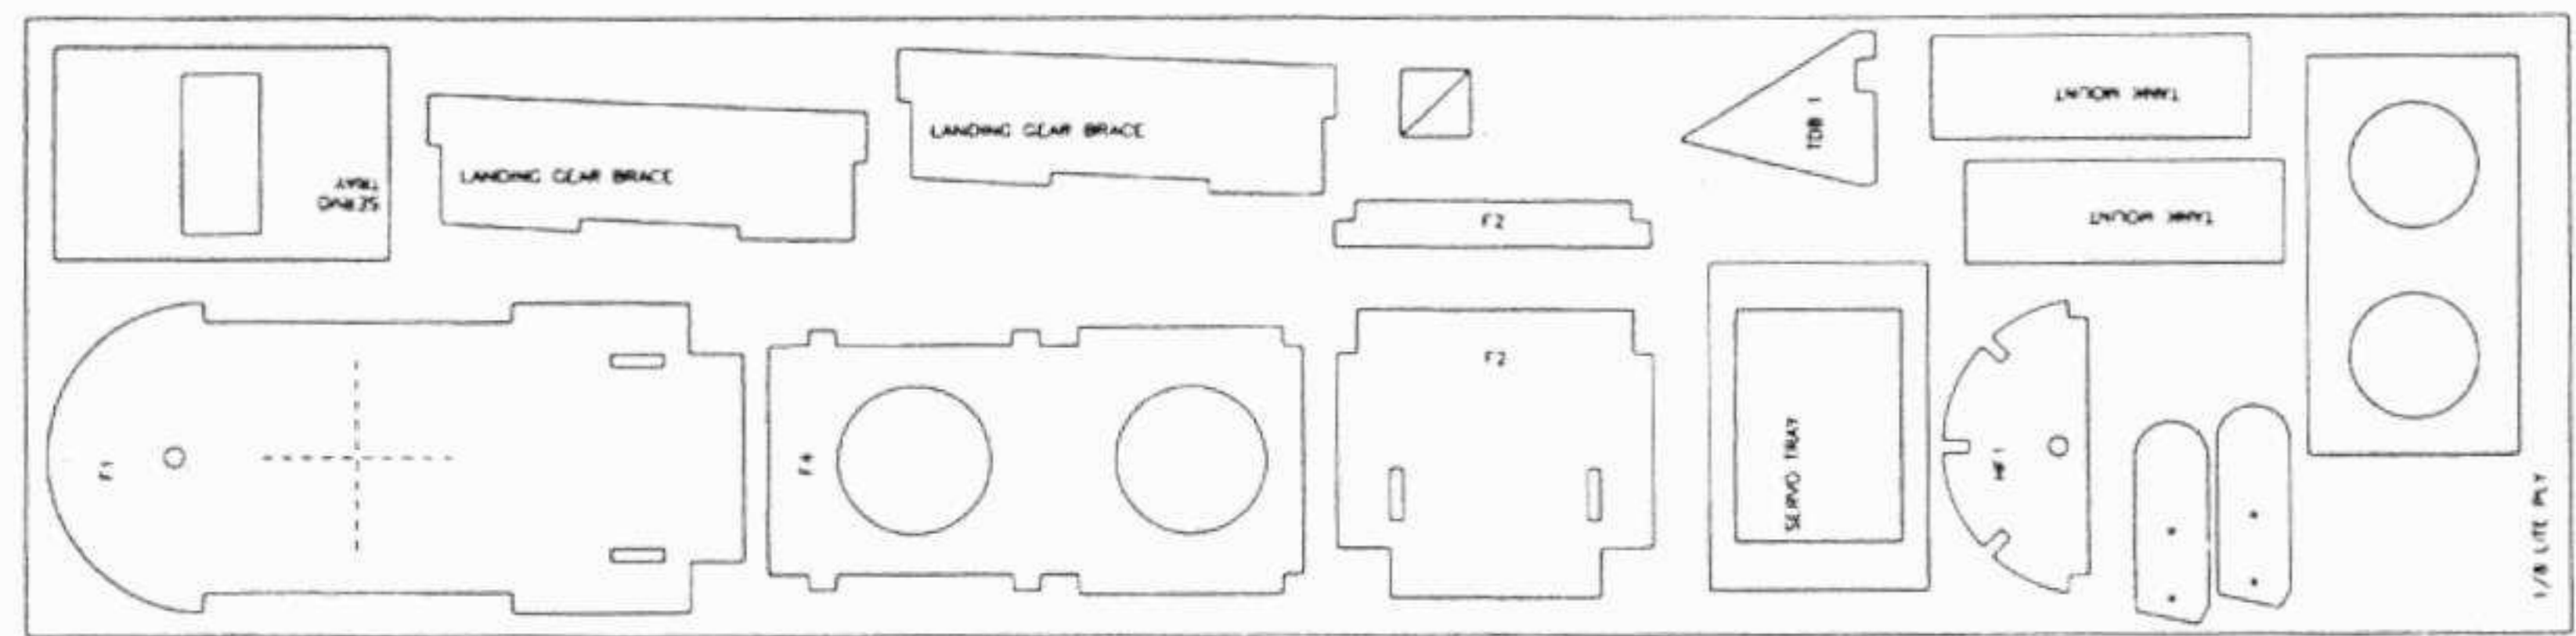 SERVO
TRAY
LANDING GEAR BRACE
LANDING GEAR BRACE
TDB 1
TANK MOUNT
TANK MOUNT
F2
F1
F4
F2
SERVO TRAY
HF1
1/8 LITE PLY